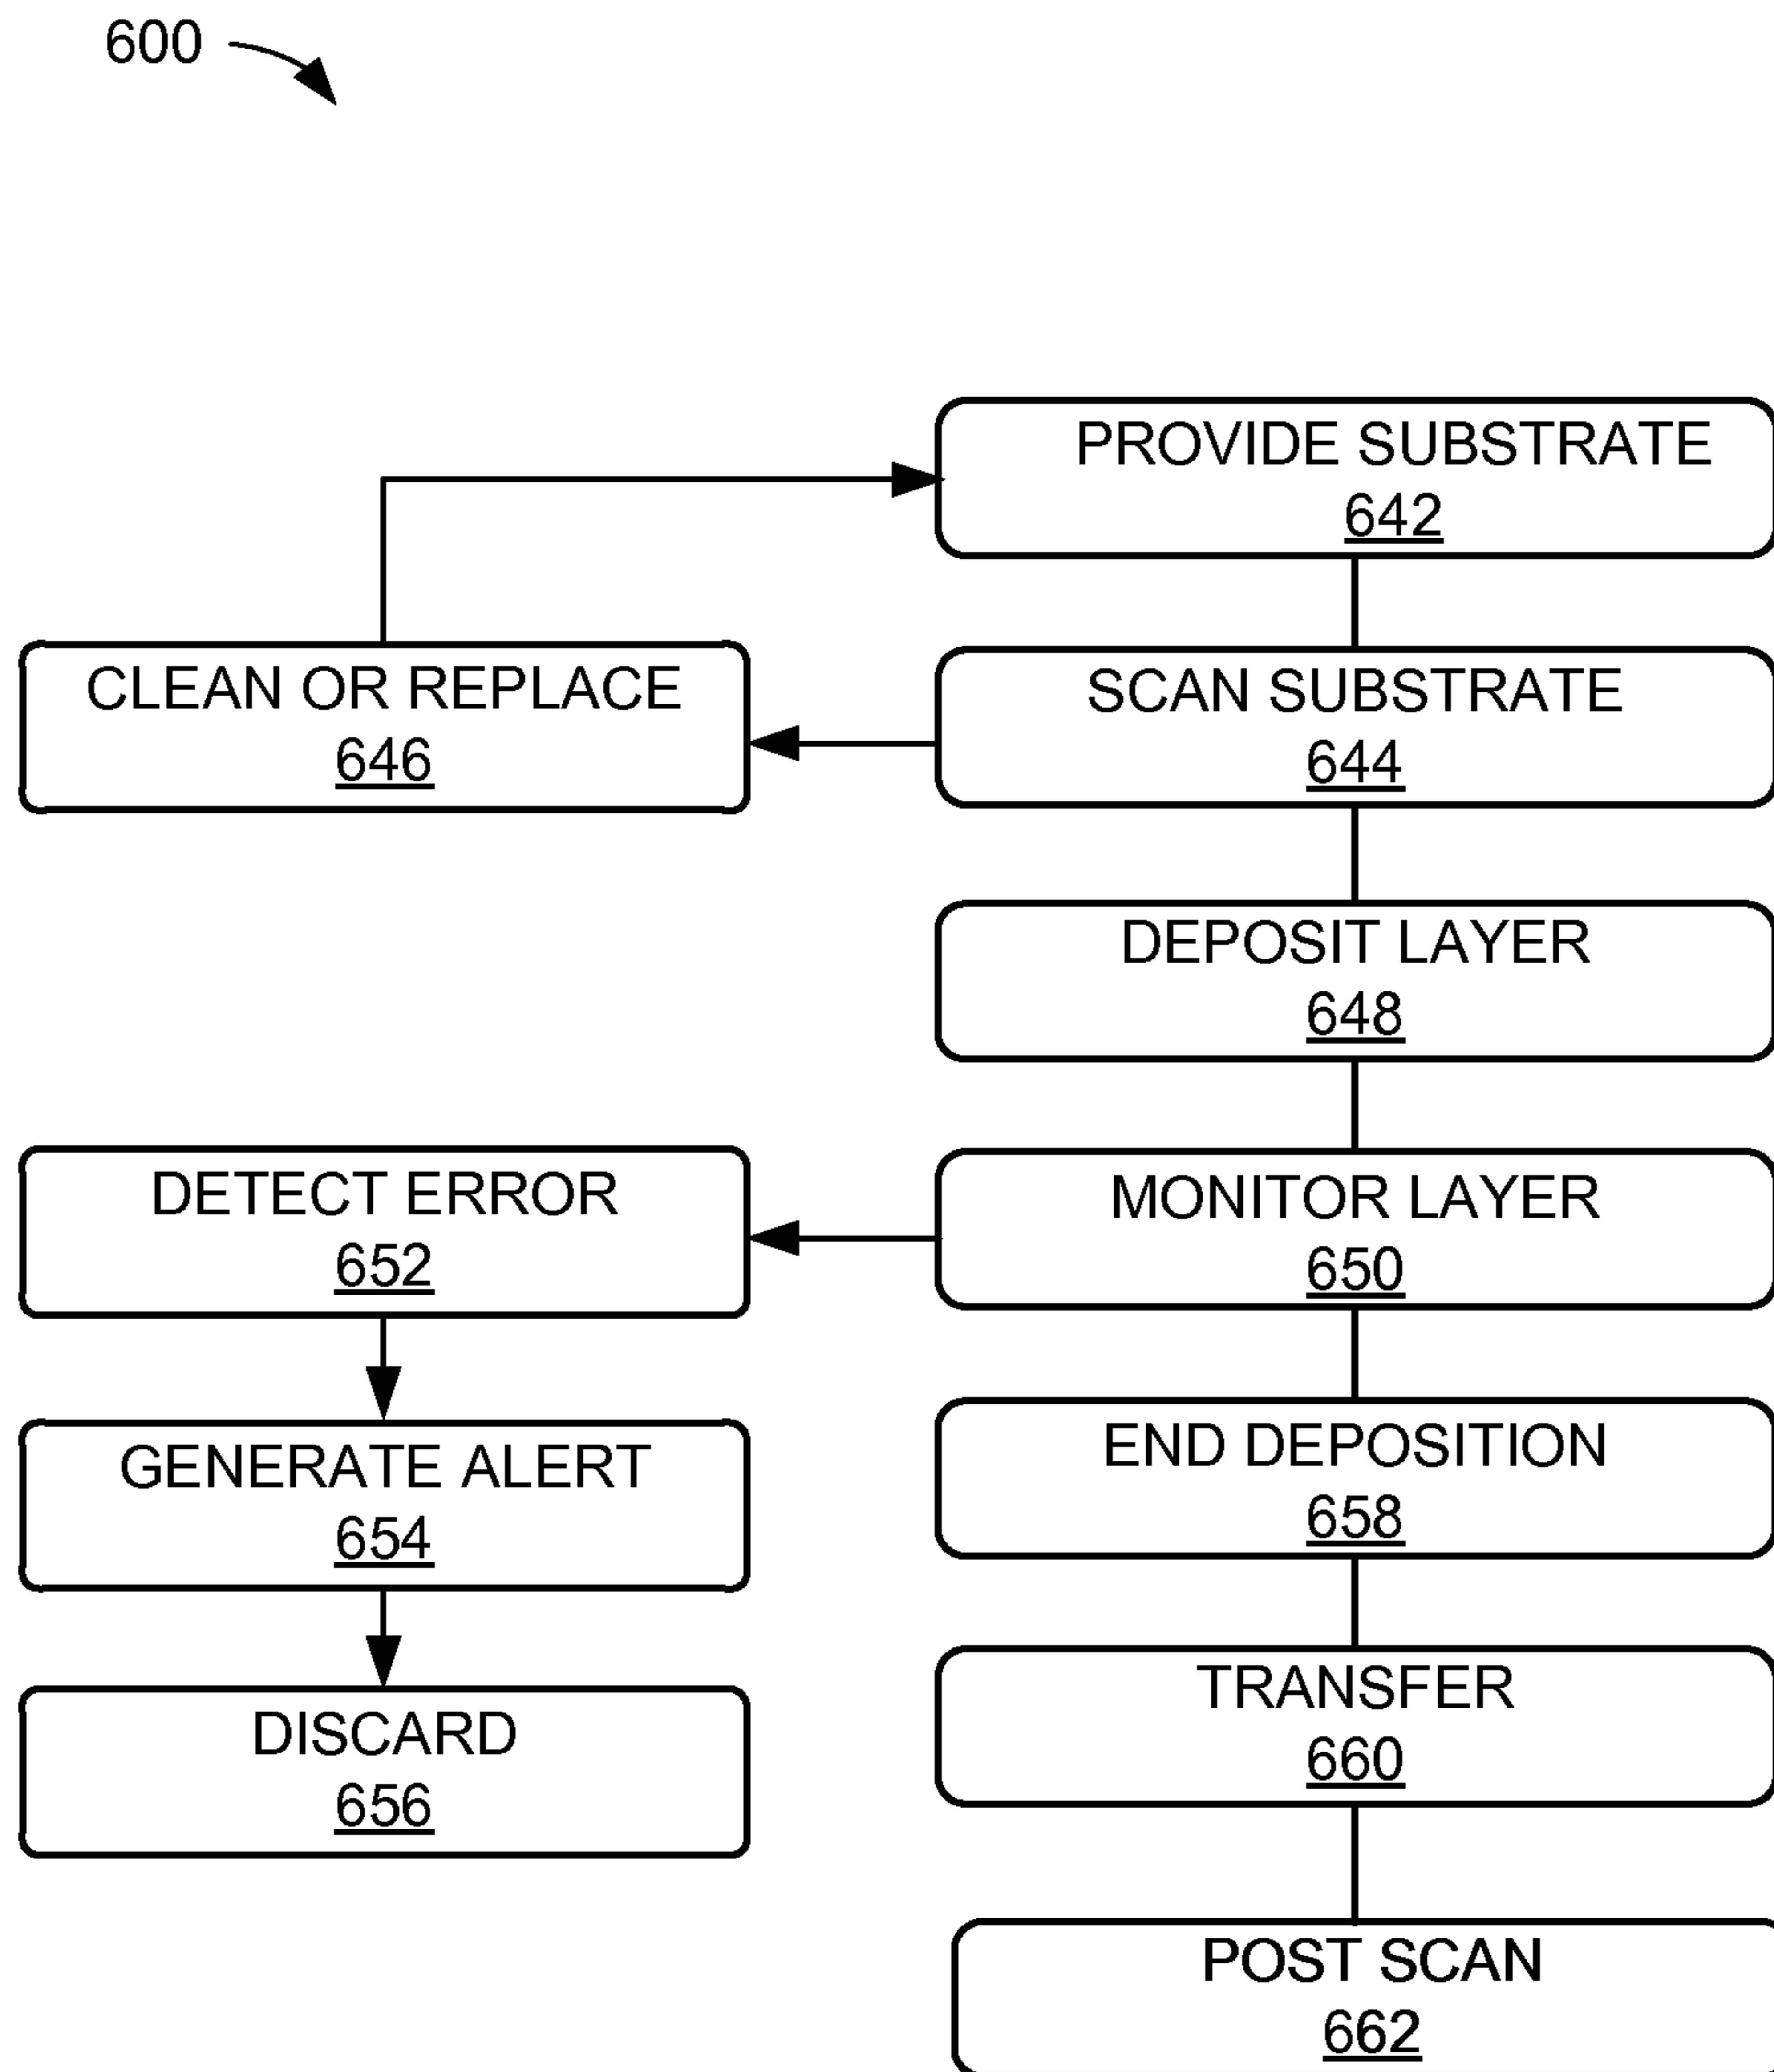 600
PROVIDE SUBSTRATE
642
CLEAN OR REPLACE
646
SCAN SUBSTRATE
644
DEPOSIT LAYER
648
DETECT ERROR
652
MONITOR LAYER
650
GENERATE ALERT
654
END DEPOSITION
658
DISCARD
656
TRANSFER
660
POST SCAN
662